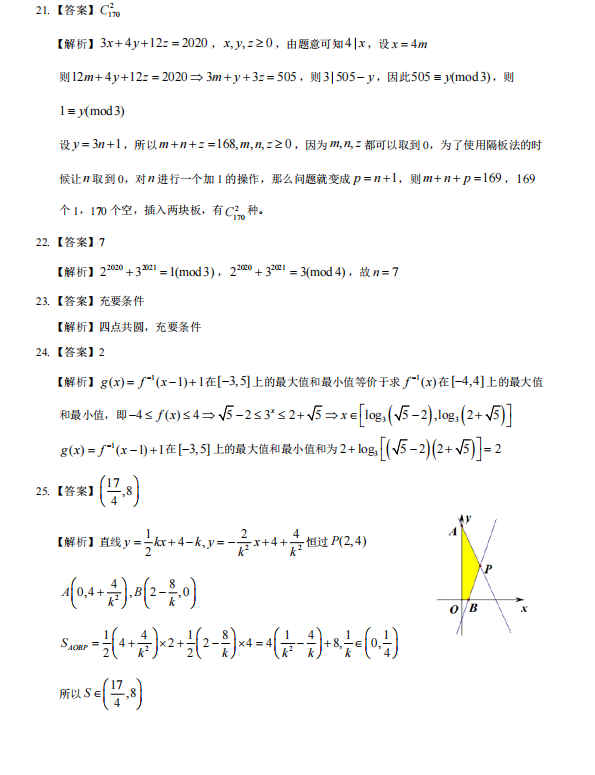 21. 【答案】$C_{170}^{2}$
【解析】$3x+4y+12z=2020$，$x,y,z\ge 0$，由题意可知 $4|x$，设 $x=4m$
则 $12m+4y+12z=2020\Rightarrow 3m+y+3z=505$，则 $3|505-y$，因此 $505\equiv y(\bmod 3)$，则
$1\equiv y(\bmod 3)$
设 $y=3n+1$，所以 $m+n+z=168,m,n,z\ge 0$，因为 $m,n,z$ 都可以取到 0，为了使用隔板法的时
候让 $n$ 取到 0，对 $n$ 进行一个加 1 的操作，那么问题就变成 $p=n+1$，则 $m+n+p=169$，169
个 1，170 个空，插入两块板，有 $C_{170}^{2}$ 种。
22. 【答案】7
【解析】$2^{2020}+3^{2021}=1(\bmod 3)$，$2^{2020}+3^{2021}=3(\bmod 4)$，故 $n=7$
23. 【答案】充要条件
【解析】四点共圆，充要条件
24. 【答案】2
【解析】$g(x)=f^{-1}(x-1)+1$ 在 $[-3,5]$ 上的最大值和最小值等价于求 $f^{-1}(x)$ 在 $[-4,4]$ 上的最大值
和最小值，即 $-4\le f(x)\le 4\Rightarrow \sqrt{5}-2\le 3^{x}\le 2+\sqrt{5}\Rightarrow x\in\left[\log_{3}\left(\sqrt{5}-2\right),\log_{3}\left(2+\sqrt{5}\right)\right]$
$g(x)=f^{-1}(x-1)+1$ 在 $[-3,5]$ 上的最大值和最小值和为 $2+\log_{3}\left[\left(\sqrt{5}-2\right)\left(2+\sqrt{5}\right)\right]=2$
25. 【答案】$\left(\frac{17}{4},8\right)$
【解析】直线 $y=\frac{1}{2}kx+4-k,y=-\frac{2}{k^{2}}x+4+\frac{4}{k^{2}}$ 恒过 $P(2,4)$
$A\left(0,4+\frac{4}{k^{2}}\right),B\left(2-\frac{8}{k},0\right)$
$S_{AOBP}=\frac{1}{2}\left(4+\frac{4}{k^{2}}\right)\times 2+\frac{1}{2}\left(2-\frac{8}{k}\right)\times 4=4\left(\frac{1}{k^{2}}-\frac{4}{k}\right)+8,\frac{1}{k}\in\left(0,\frac{1}{4}\right)$
所以 $S\in\left(\frac{17}{4},8\right)$
y
A
P
O B x